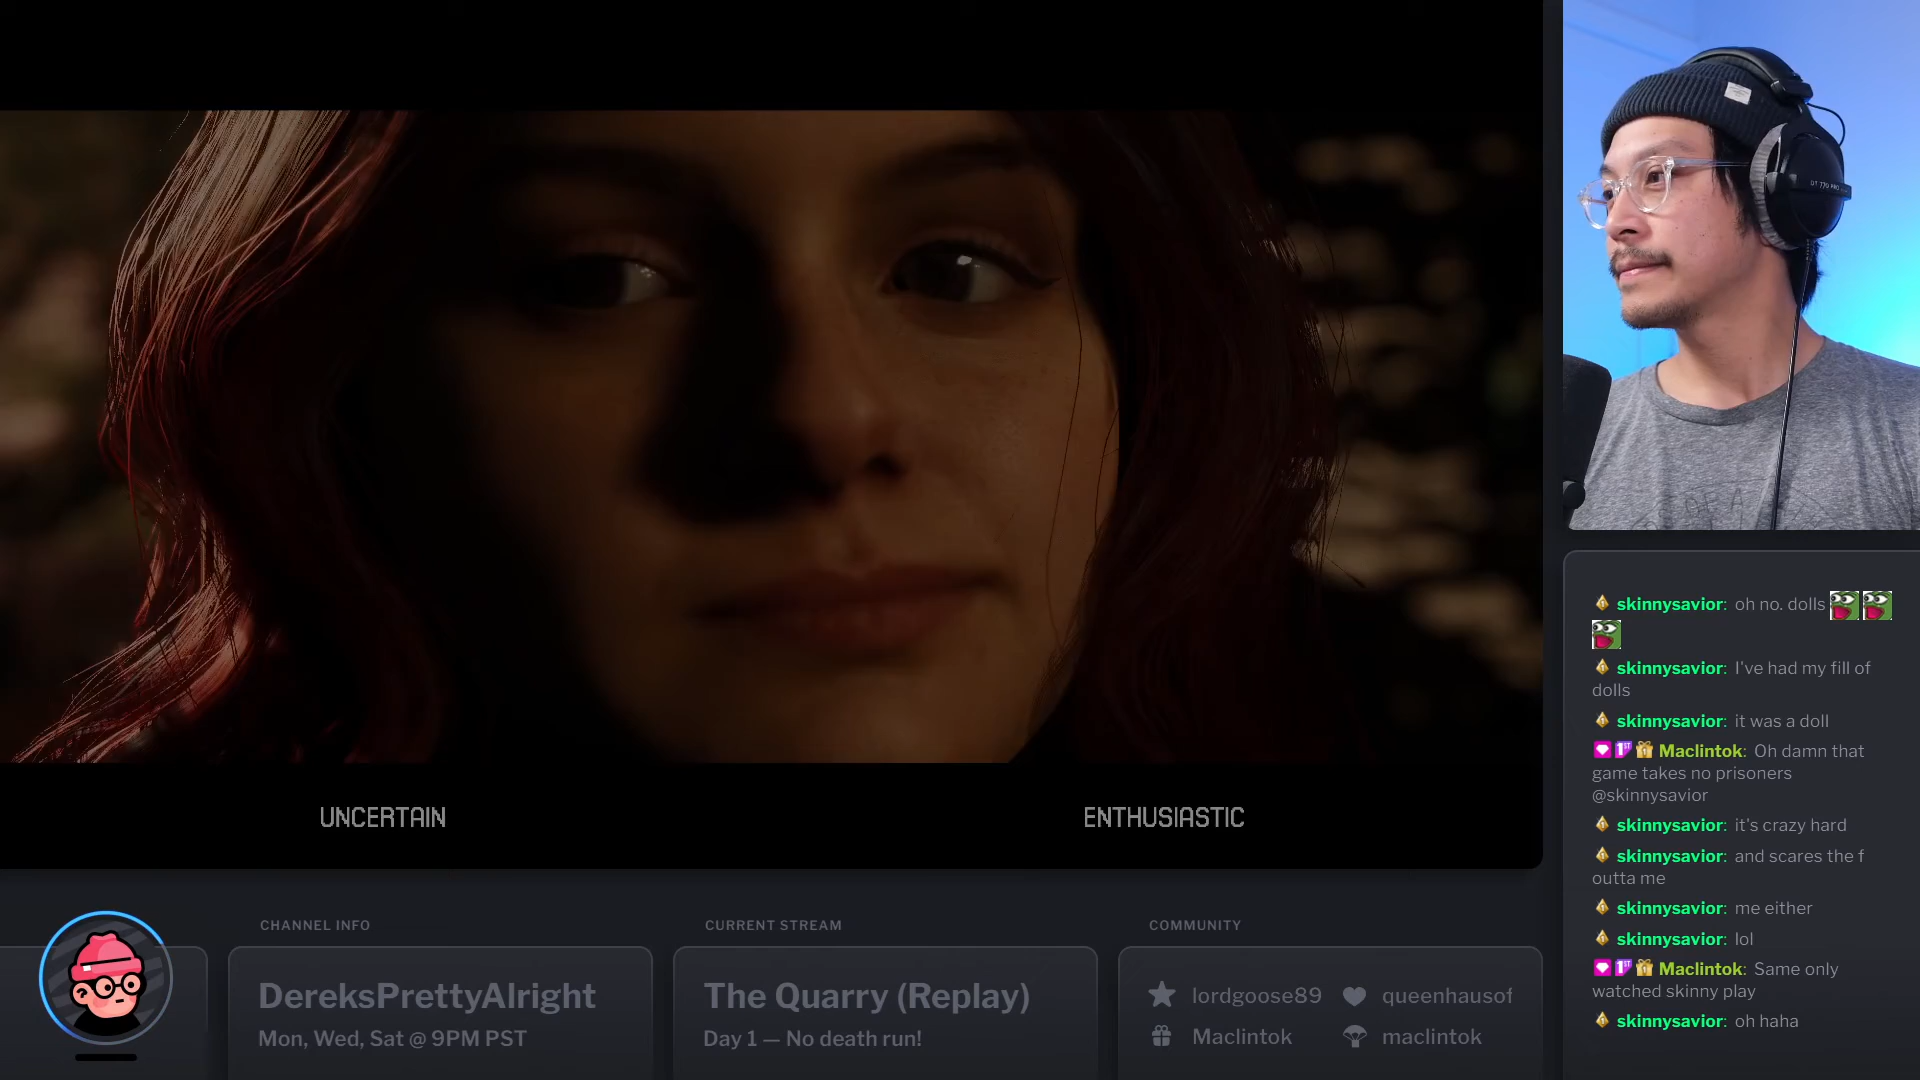 UNCERTAIN
ENTHUSIASTIC
DT 770 PRO
skinnysavior: oh no. dolls
skinnysavior: I've had my fill of
dolls
skinnysavior: it was a doll
Maclintok: Oh damn that
game takes no prisoners
@skinnysavior
skinnysavior: it's crazy hard
skinnysavior: and scares the f
outta me
skinnysavior: me either
skinnysavior: lol
Maclintok: Same only
watched skinny play
skinnysavior: oh haha
CHANNEL INFO
DereksPrettyAlright
Mon, Wed, Sat @ 9PM PST
CURRENT STREAM
The Quarry (Replay)
Day 1 — No death run!
COMMUNITY
lordgoose89
queenhausof
Maclintok
maclintok